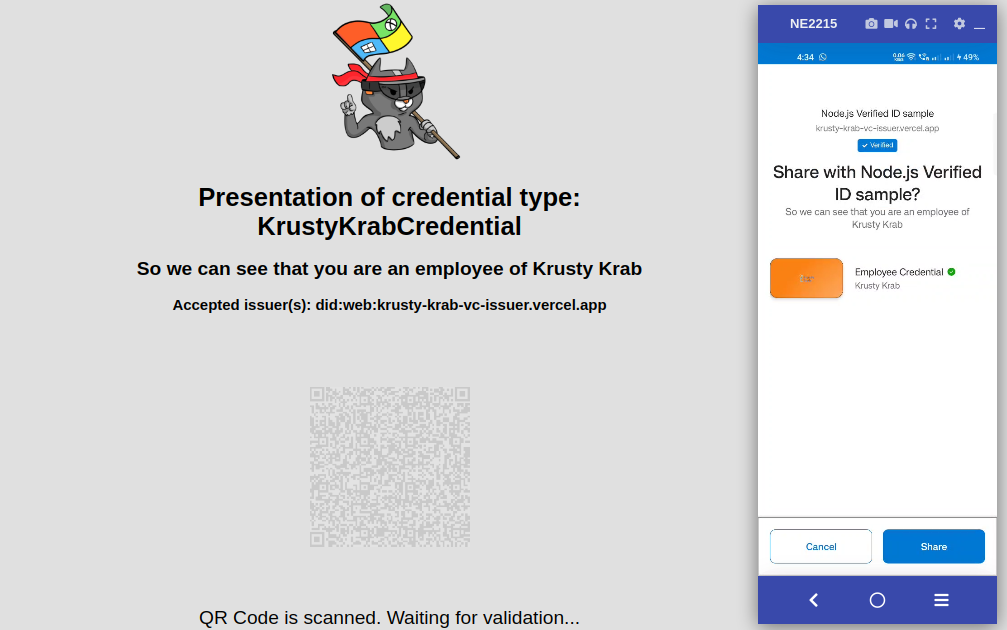 Presentation of credential type:
KrustyKrabCredential
So we can see that you are an employee of Krusty Krab
Accepted issuer(s): did:web:krusty-krab-vc-issuer.vercel.app
QR Code is scanned. Waiting for validation...
NE2215
4:34
49%
Node.js Verified ID sample
krusty-krab-vc-issuer.vercel.app
Verified
Share with Node.js Verified
ID sample?
So we can see that you are an employee of
Krusty Krab
Employee Credential
Krusty Krab
Cancel
Share